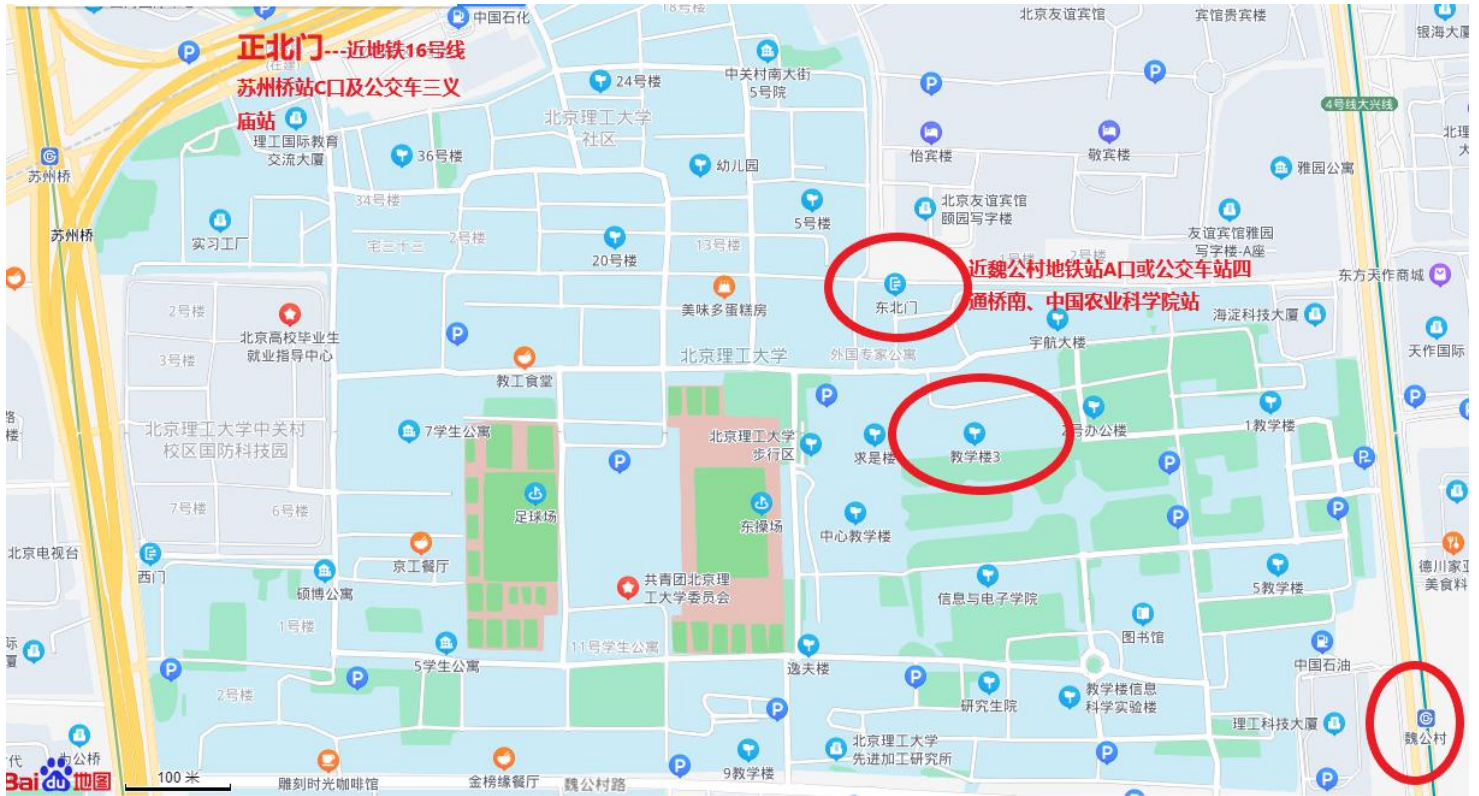 中国石化
18号楼
北京友谊宾馆
宾馆贵宾楼
银海大厦
正北门---近地铁16号线
苏州桥站C口及公交车三义
庙站
(在建)
24号楼
中关村南大街
5号院
4号线大兴线
北京理工大学
社区
理工国际教育
交流大厦
36号楼
幼儿园
怡宾楼
敬宾楼
雅园公寓
苏州桥
34号楼
5号楼
北京友谊宾馆
颐园写字楼
苏州桥
实习工厂
宅三十三
2号楼
20号楼
13号楼
友谊宾馆雅园
写字楼-A座
1号楼
2号楼
近魏公村地铁站A口或公交车站四
通桥南、中国农业科学院站
东方天作商城
2号楼
北京高校毕业生
就业指导中心
美味多蛋糕房
东北门
海淀科技大厦
宇航大楼
天作国际
3号楼
教工食堂
北京理工大学
外国专家公寓
北京理工大学中关村
校区国防科技园
7学生公寓
北京理工大学
步行区
求是楼
教学楼3
2号办公楼
1教学楼
7号楼
6号楼
足球场
东操场
中心教学楼
北京电视台
西门
京工餐厅
硕博公寓
共青团北京理
工大学委员会
信息与电子学院
5教学楼
德川家
美食料
图书馆
1号楼
5学生公寓
11号学生公寓
逸夫楼
中国石油
2号楼
研究生院
教学楼信息
科学实验楼
理工科技大厦
魏公村
为公桥
Bai du 地图
100 米
雕刻时光咖啡馆
金榜缘餐厅
魏公村路
9教学楼
北京理工大学
先进加工研究所